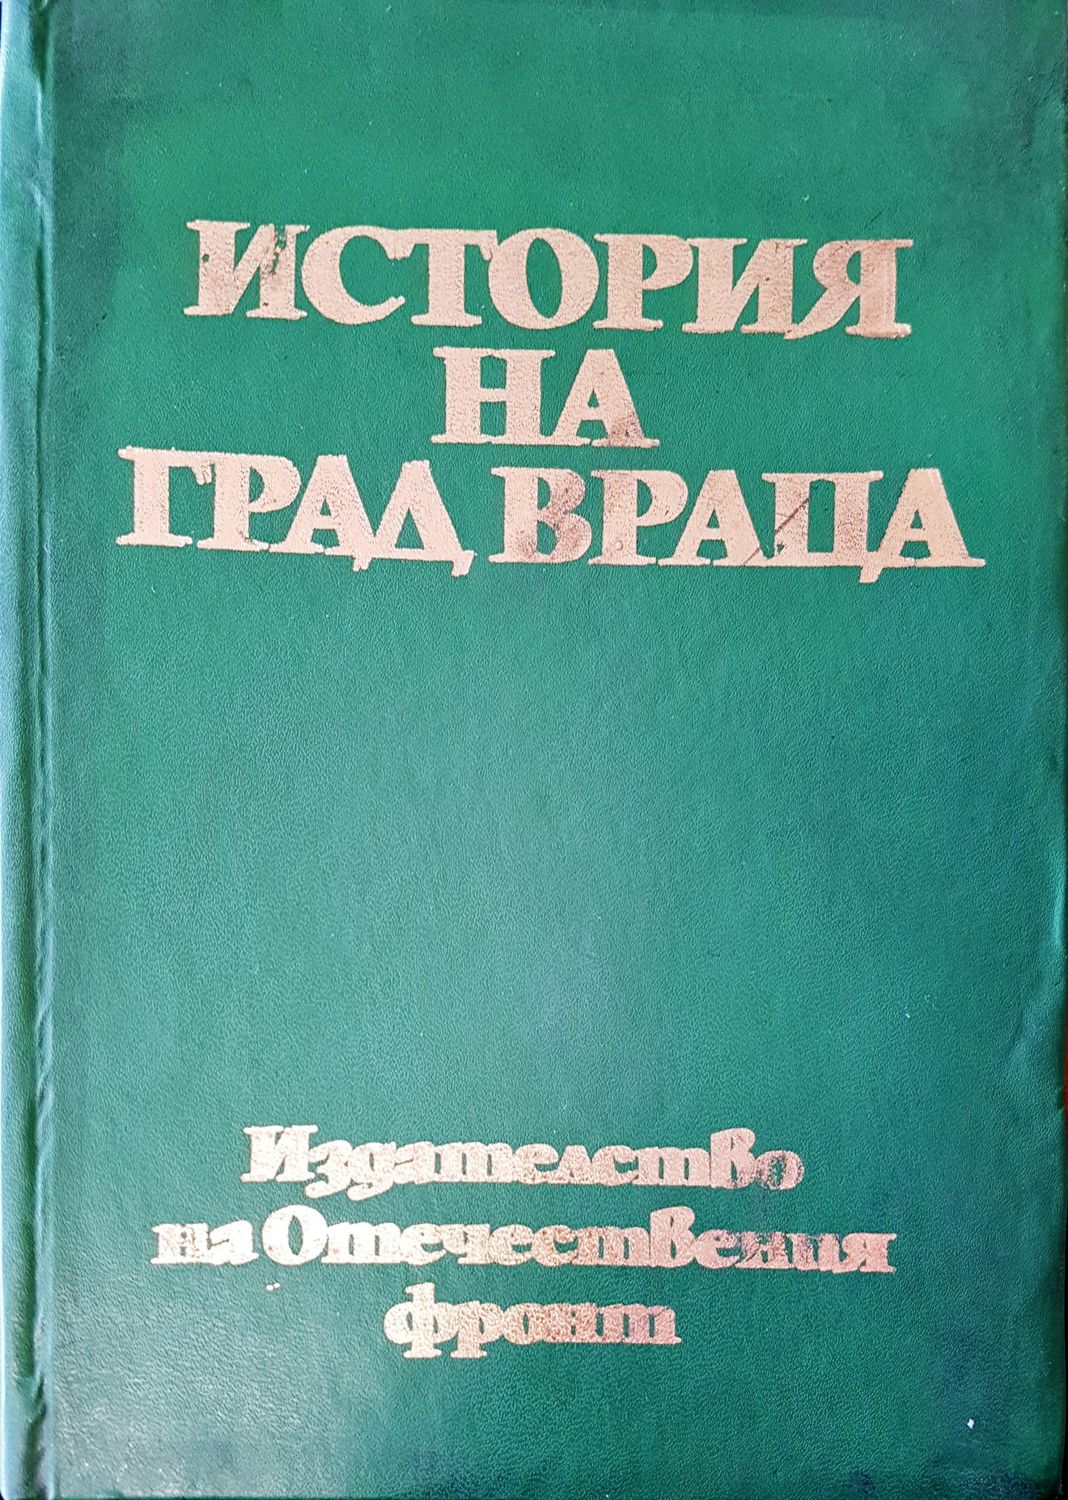 ИСТОРИЯ
НА
ГРАД ВРАЦА
Издателство
на Отечествения
фронт